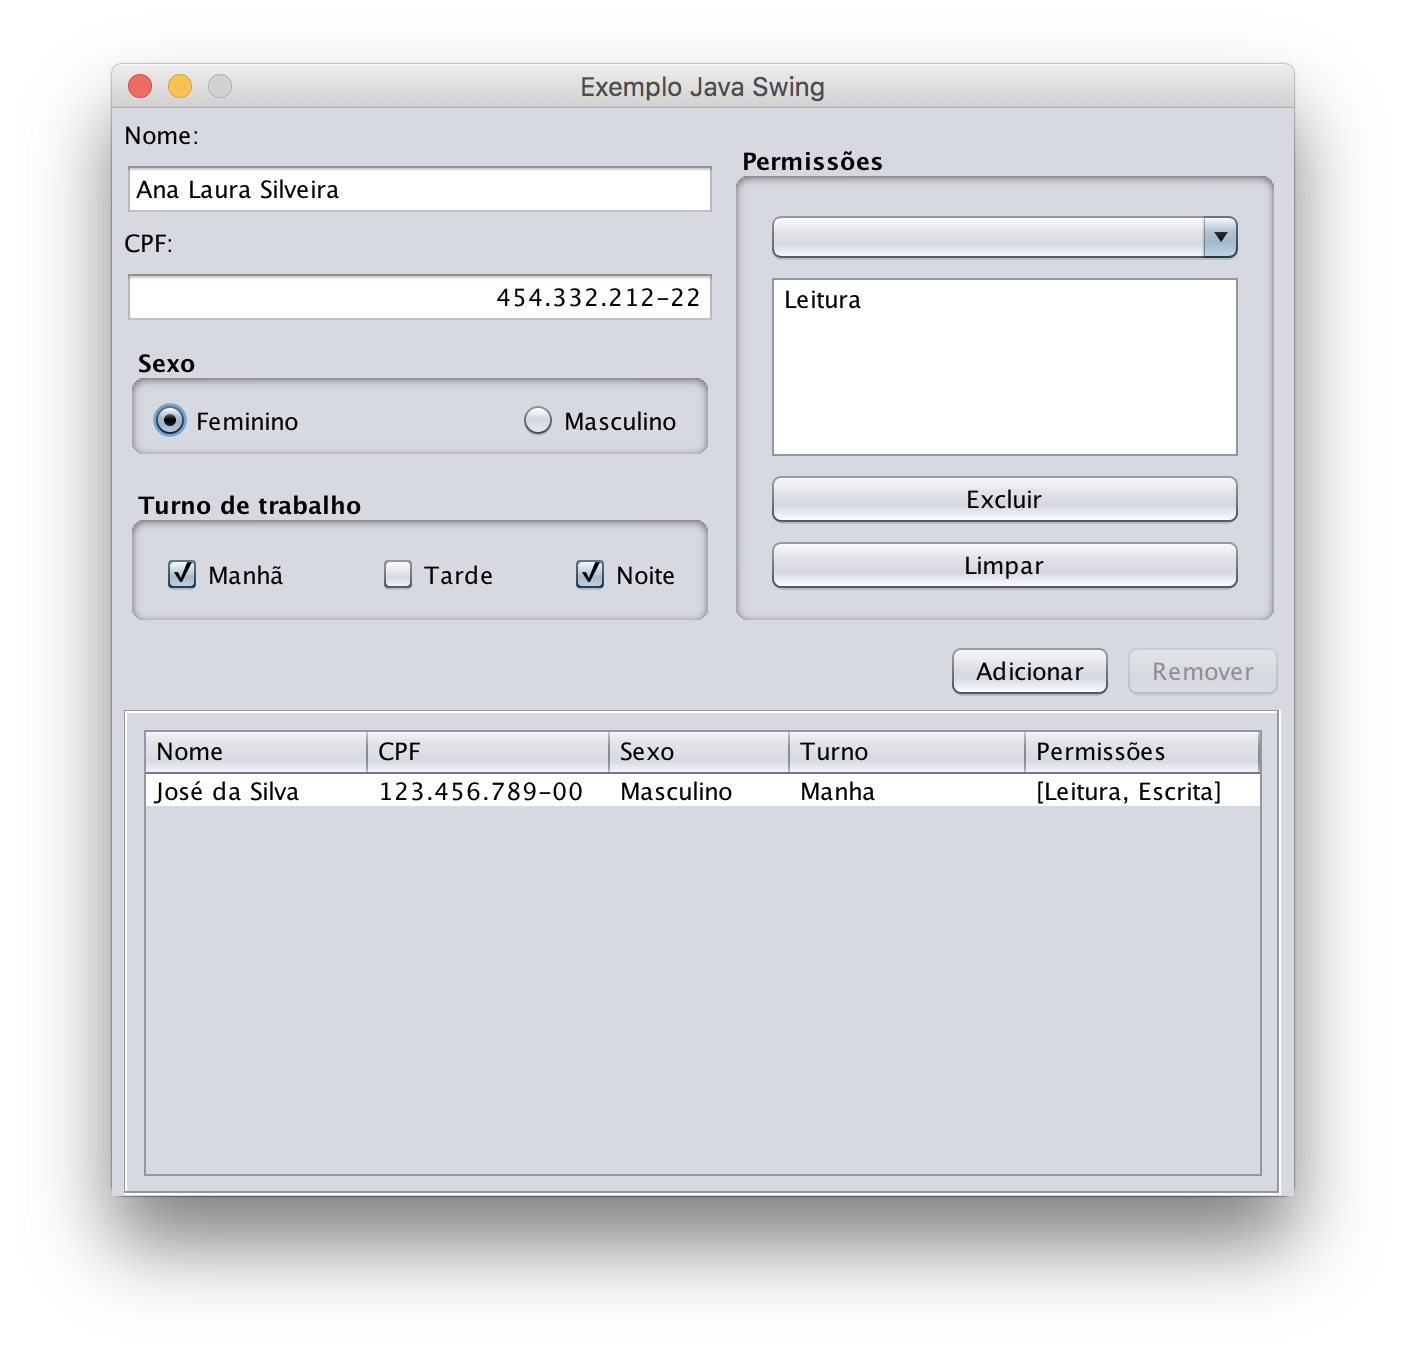 Exemplo Java Swing
Nome:
Ana Laura Silveira
CPF:
454.332.212-22
Sexo
Feminino Masculino
Turno de trabalho
Manhã Tarde Noite
Permissões
Leitura
Excluir
Limpar
Adicionar Remover
Nome CPF Sexo Turno Permissões
José da Silva 123.456.789-00 Masculino Manha [Leitura, Escrita]